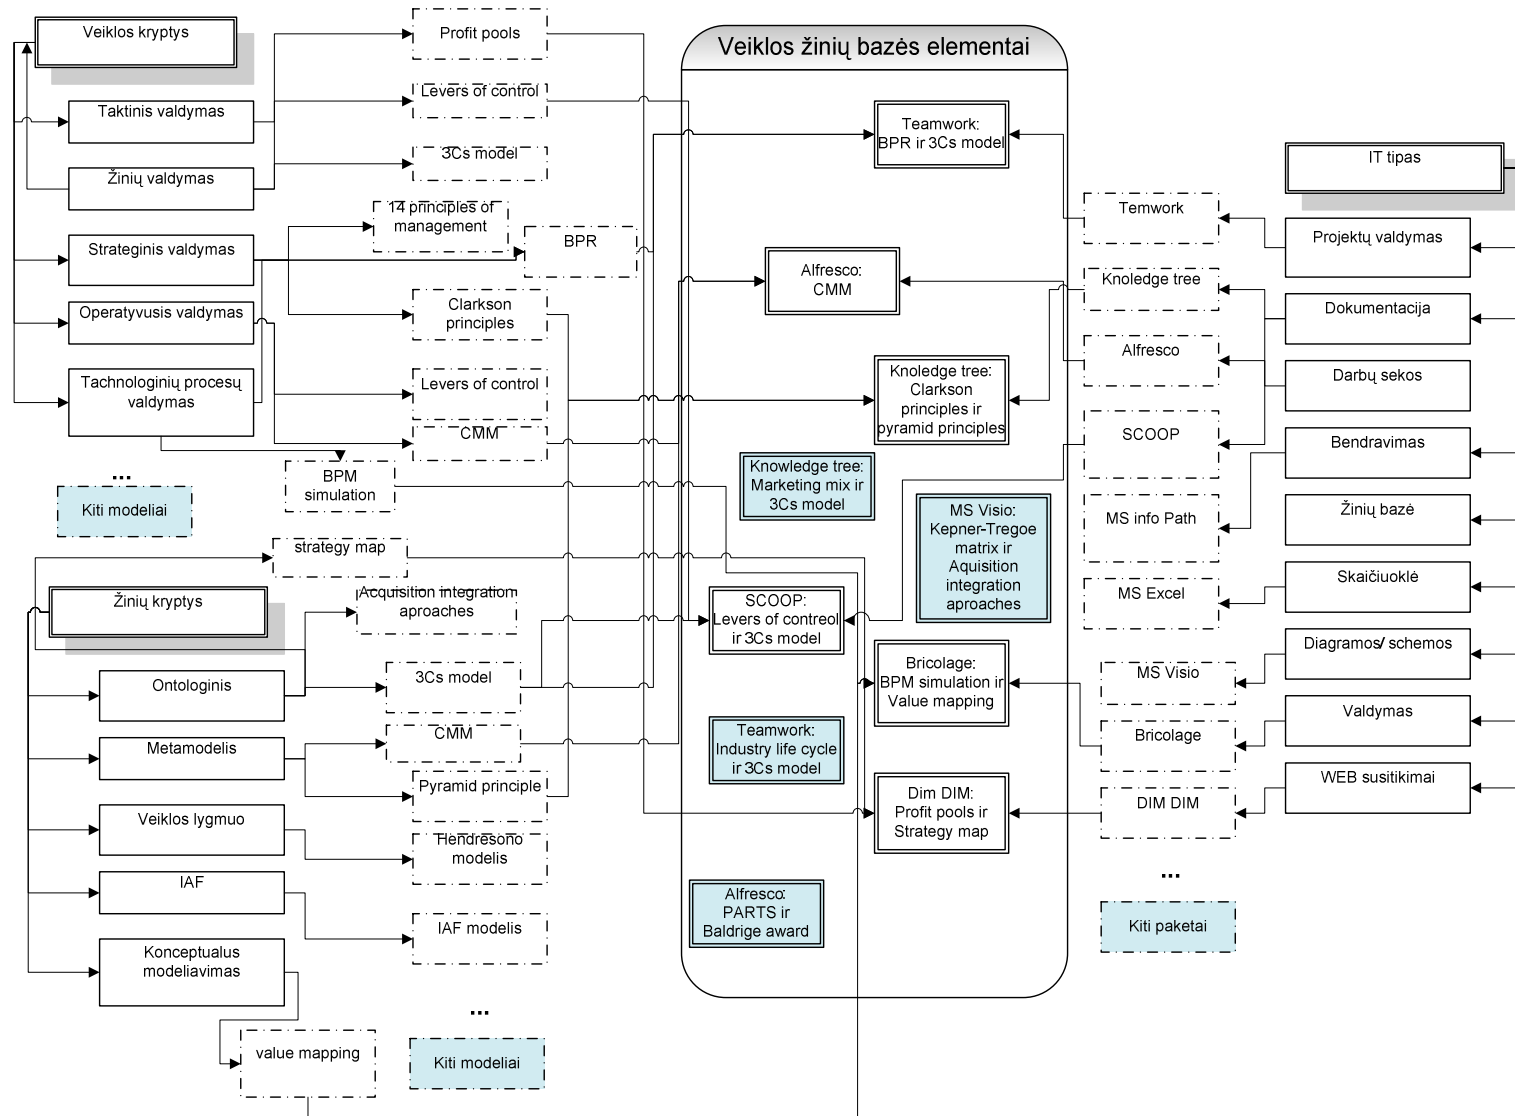 Veiklos kryptys
Taktinis valdymas
Žinių valdymas
Strateginis valdymas
Operatyvusis valdymas
Tachnologinių procesų
valdymas
...
Kiti modeliai
Profit pools
Levers of control
3Cs model
14 principles of
management
BPR
Clarkson
principles
Levers of control
CMM
BPM
simulation
strategy map
Žinių kryptys
Ontologinis
Metamodelis
Veiklos lygmuo
IAF
Konceptualus
modeliavimas
Acquisition integration
aproaches
3Cs model
CMM
Pyramid principle
Hendresono
modelis
IAF modelis
...
Kiti modeliai
value mapping
Veiklos žinių bazės elementai
Teamwork:
BPR ir 3Cs model
Alfresco:
CMM
Knoledge tree:
Clarkson
principles ir
pyramid principles
Knowledge tree:
Marketing mix ir
3Cs model
MS Visio:
Kepner-Tregoe
matrix ir
Aquisition
integration
aproaches
SCOOP:
Levers of contreol
ir 3Cs model
Bricolage:
BPM simulation ir
Value mapping
Teamwork:
Industry life cycle
ir 3Cs model
Dim DIM:
Profit pools ir
Strategy map
Alfresco:
PARTS ir
Baldrige award
Temwork
Knoledge tree
Alfresco
SCOOP
MS info Path
MS Excel
MS Visio
Bricolage
DIM DIM
...
Kiti paketai
IT tipas
Projektų valdymas
Dokumentacija
Darbų sekos
Bendravimas
Žinių bazė
Skaičiuoklė
Diagramos/ schemos
Valdymas
WEB susitikimai